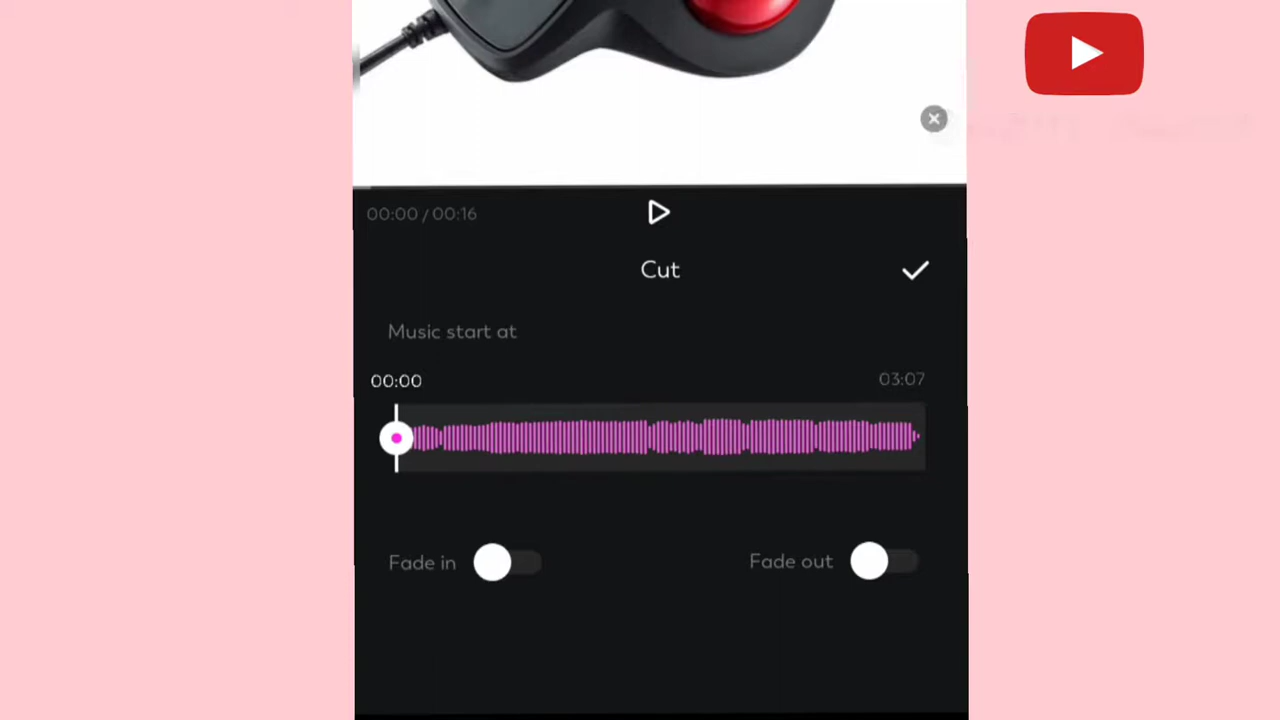 00:00 / 00:16
Cut
Music start at
00:00 03:07
Fade in Fade out